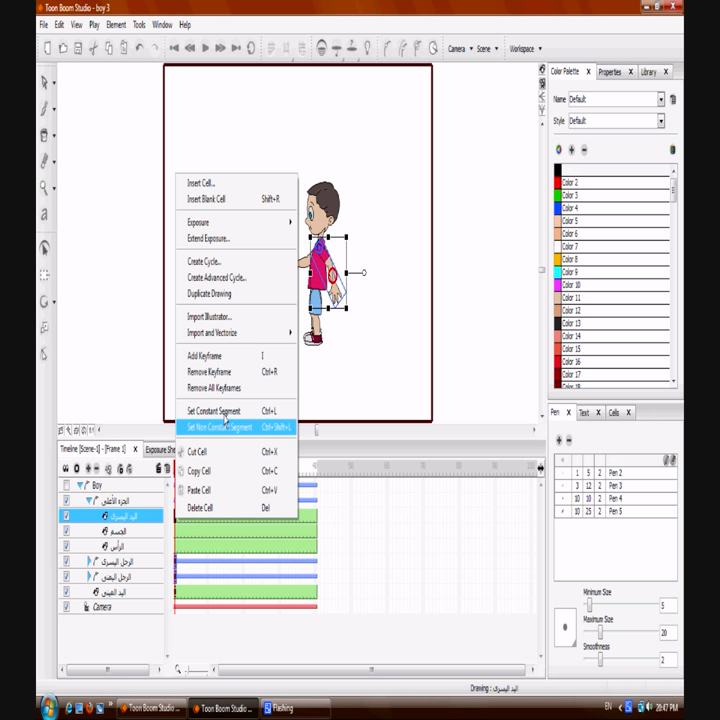 Toon Boom Studio - boy 3
File Edit View Play Element Tools Window Help
Camera Scene Workspace
Color Palette Properties Library
Name Default
Style Default
Color 2
Color 3
Color 4
Color 5
Color 6
Color 7
Color 8
Color 9
Color 10
Color 11
Color 12
Color 13
Color 14
Color 15
Color 16
Color 17
Color 18
Insert Cell...
Insert Blank Cell Shift+R
Exposure
Extend Exposure...
Create Cycle...
Create Advanced Cycle...
Duplicate Drawing
Import Illustrator...
Import and Vectorize
Add Keyframe I
Remove Keyframe Ctrl+R
Remove All Keyframes
Set Constant Segment Ctrl+L
Set Non Constant Segment Ctrl+Shift+L
Cut Cell Ctrl+X
Copy Cell Ctrl+C
Paste Cell Ctrl+V
Delete Cell Del
Pen Text Cells
1 5 2 Pen 2
3 12 2 Pen 3
10 10 2 Pen 4
10 25 2 Pen 5
Minimum Size
5
Maximum Size
20
Smoothness
2
Timeline [Scene-1] - [Frame 1] Exposure She
Boy
الجزء الأعلى
اليد اليسرى
الجسم
الرأس
الرجل اليسرى
الرجل اليمنى
اليد اليمنى
Camera
Drawing : اليد اليسرى
Toon Boom Studio ... Toon Boom Studio ... Flashing EN 20:47 PM